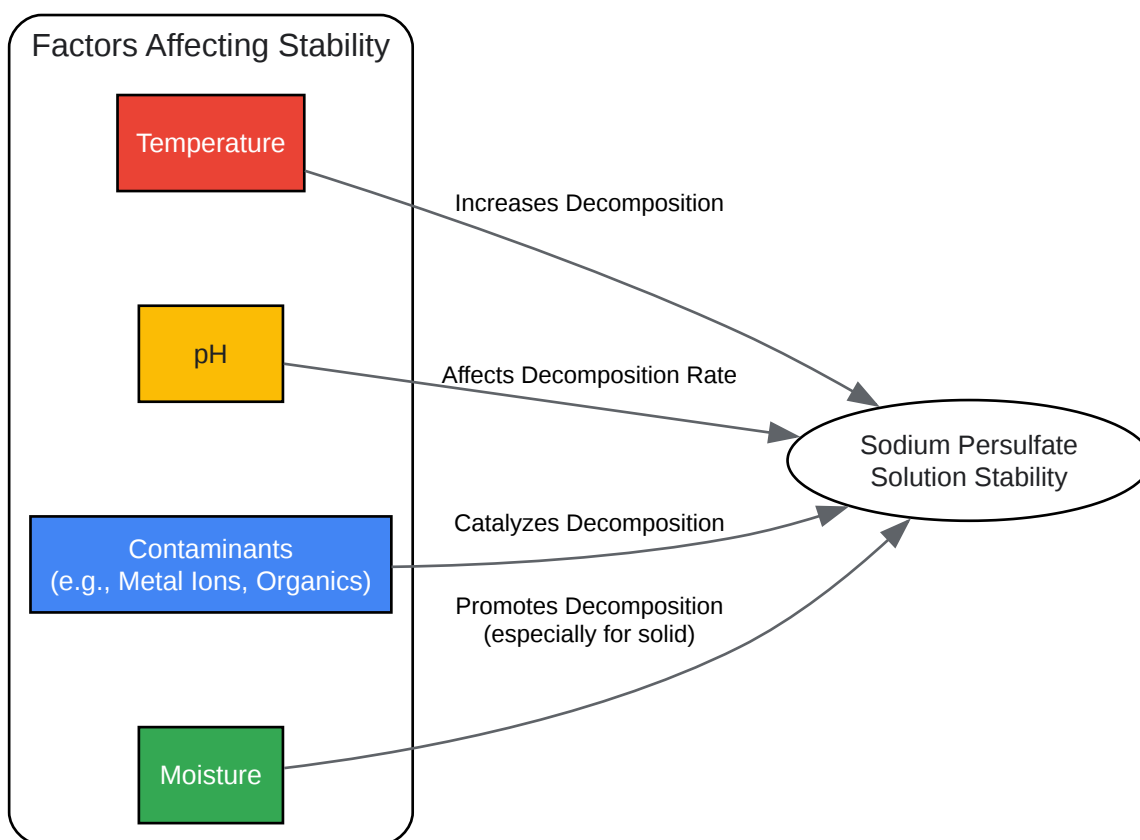 Factors Affecting Stability
Temperature
Increases Decomposition
pH
Affects Decomposition Rate
Sodium Persulfate
Solution Stability
Contaminants
(e.g., Metal Ions, Organics)
Catalyzes Decomposition
Promotes Decomposition
(especially for solid)
Moisture